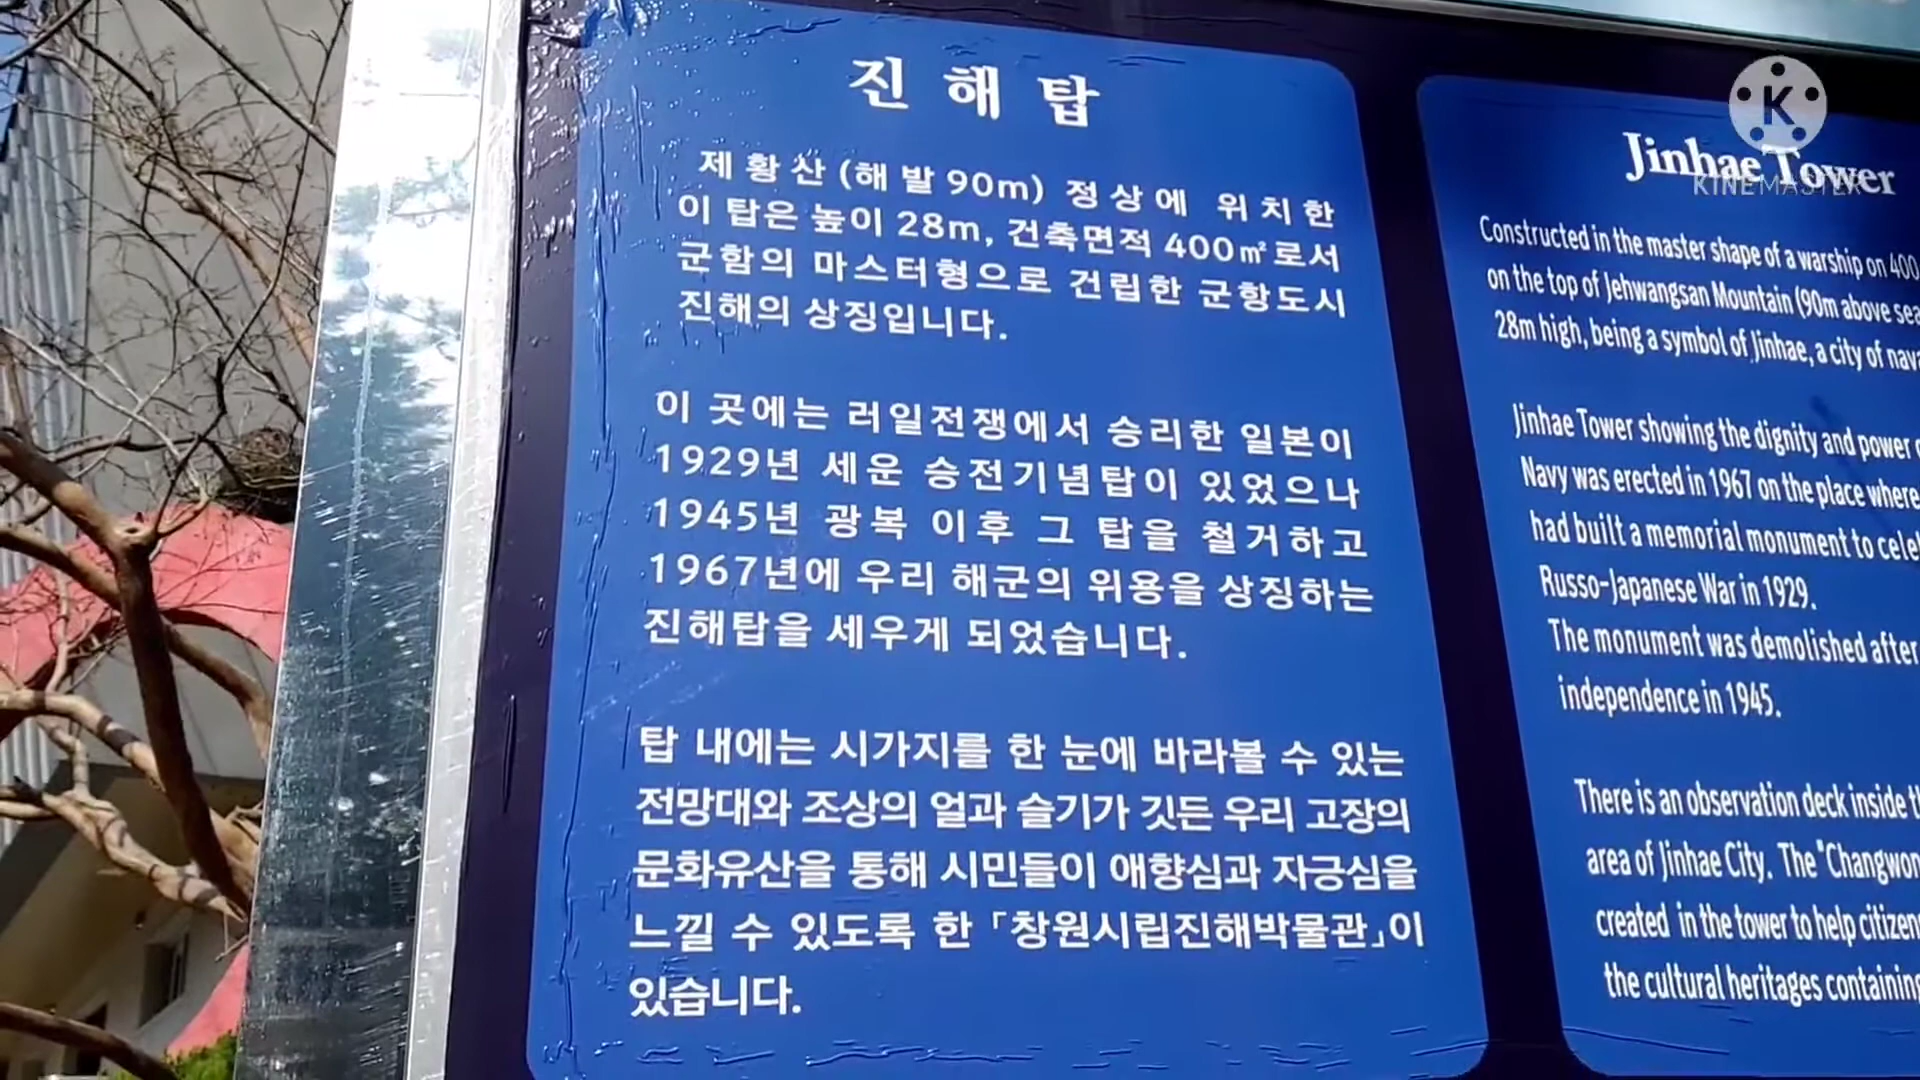 진해탑
제황산(해발 90m) 정상에 위치한
이 탑은 높이 28m, 건축면적 400㎡로서
군함의 마스터형으로 건립한 군항도시
진해의 상징입니다.
이 곳에는 러일전쟁에서 승리한 일본이
1929년 세운 승전기념탑이 있었으나
1945년 광복 이후 그 탑을 철거하고
1967년에 우리 해군의 위용을 상징하는
진해탑을 세우게 되었습니다.
탑 내에는 시가지를 한 눈에 바라볼 수 있는
전망대와 조상의 얼과 슬기가 깃든 우리 고장의
문화유산을 통해 시민들이 애향심과 자긍심을
느낄 수 있도록 한 「창원시립진해박물관」이
있습니다.
Jinhae Tower
Constructed in the master shape of a warship on 400
on the top of Jehwangsan Mountain (90m above sea
28m high, being a symbol of Jinhae, a city of
Jinhae Tower showing the dignity and power
Navy was erected in 1967 on the place where
had built a memorial monument to
Russo-Japanese War in 1929.
The monument was demolished after
independence in 1945.
There is an observation deck inside
area of Jinhae City. The "Changwon
created in the tower to help
the cultural heritages containing
K
KINEMASTER